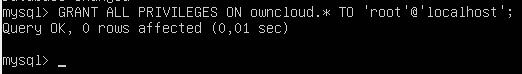 mysql> GRANT ALL PRIVILEGES ON owncloud.* TO 'root'@'localhost';
Query OK, 0 rows affected (0,01 sec)
mysql> _